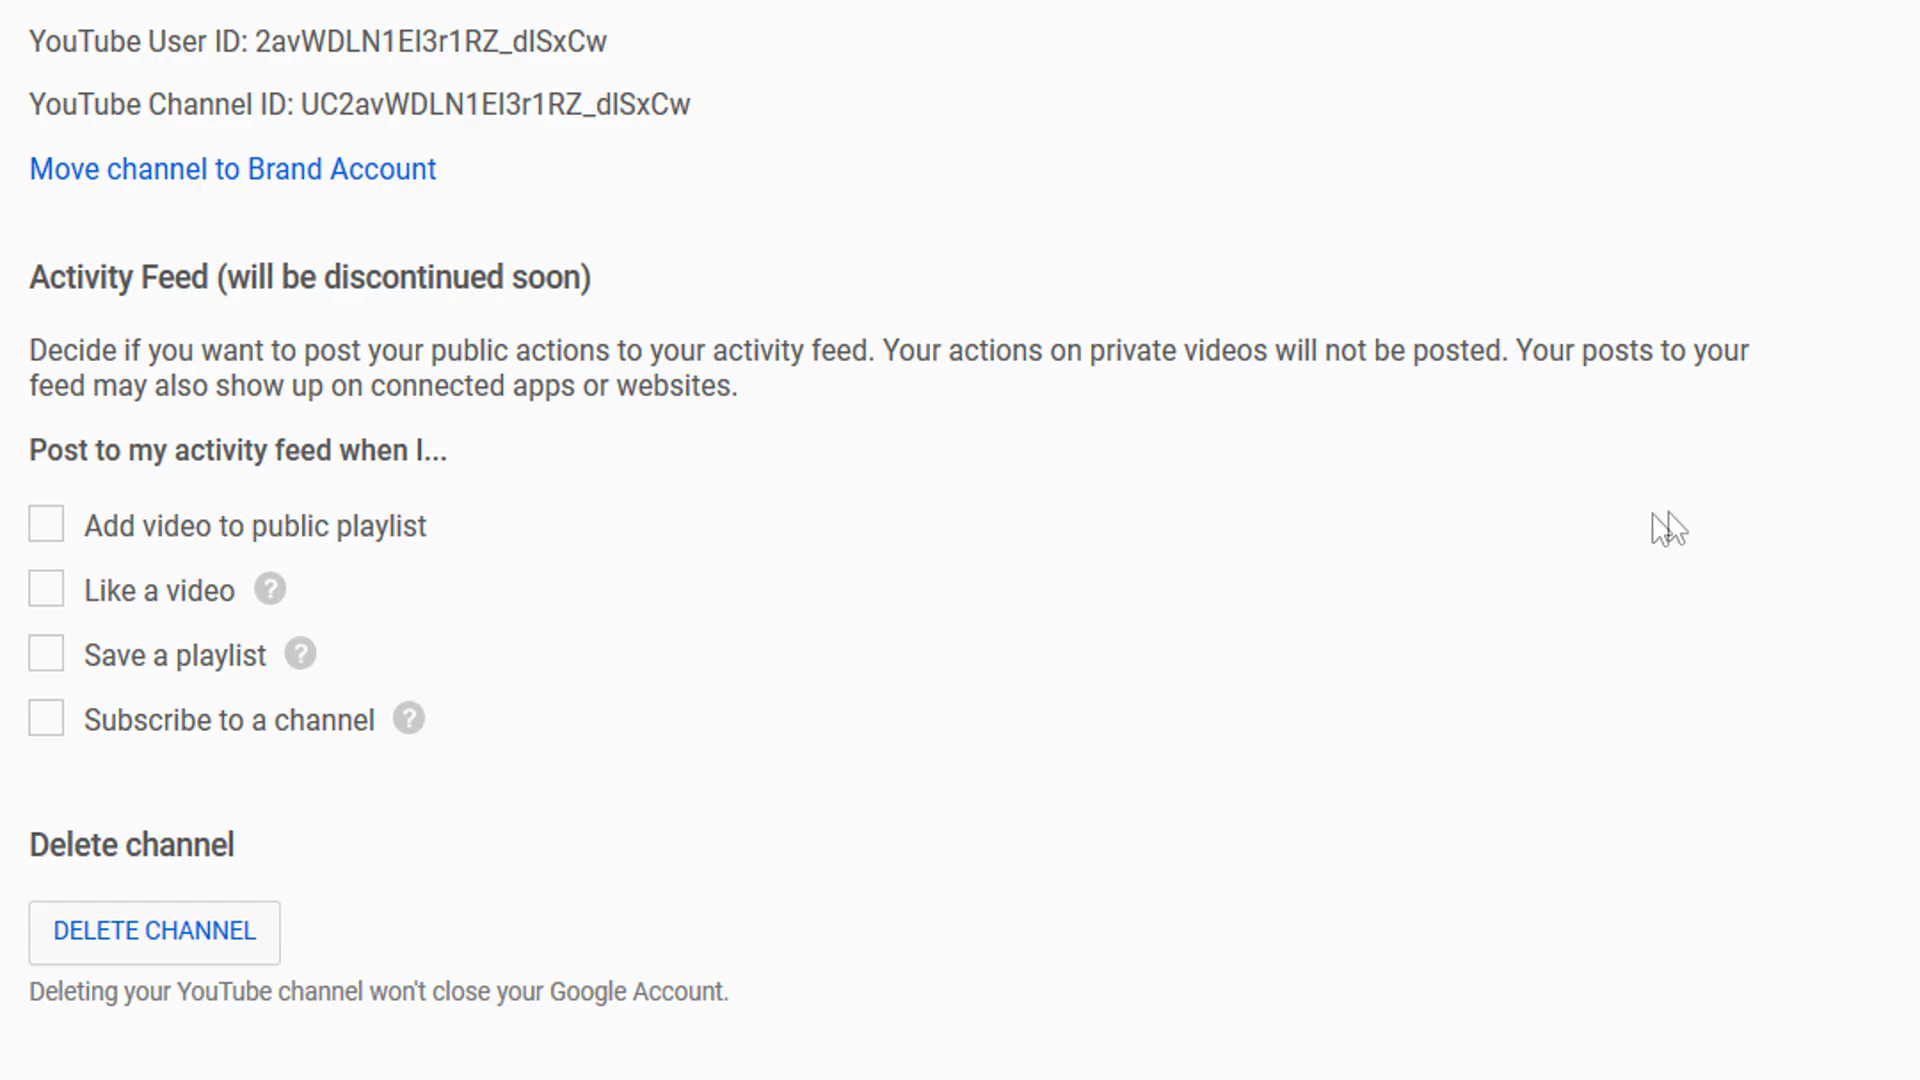 YouTube User ID: 2avWDLN1EI3r1RZ_dlSxCw
YouTube Channel ID: UC2avWDLN1EI3r1RZ_dlSxCw
Move channel to Brand Account
Activity Feed (will be discontinued soon)
Decide if you want to post your public actions to your activity feed. Your actions on private videos will not be posted. Your posts to your
feed may also show up on connected apps or websites.
Post to my activity feed when I...
Add video to public playlist
Like a video ?
Save a playlist ?
Subscribe to a channel ?
Delete channel
DELETE CHANNEL
Deleting your YouTube channel won't close your Google Account.